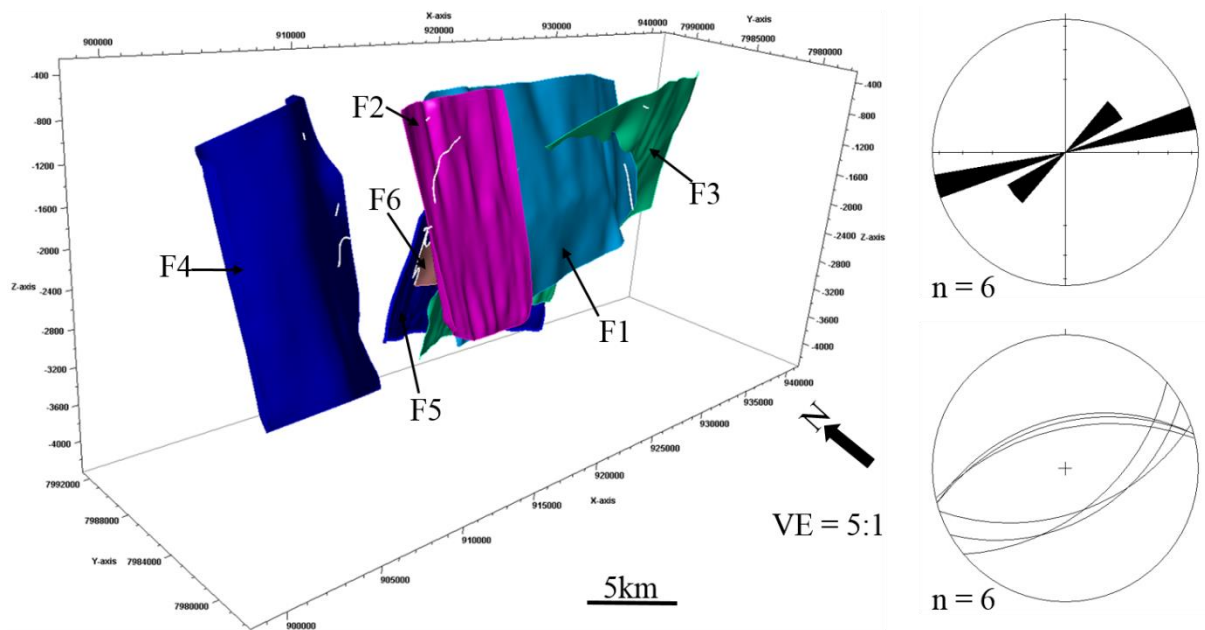 X-axis
900000
910000
920000
930000
940000
Y-axis
7990000
7985000
7980000
-400
-800
-1200
-1600
-2000
Z-axis
-2400
-2800
-3200
-3600
-4000
-400
-800
-1200
-1600
-2000
-2400
Z-axis
-2800
-3200
-3600
-4000
F2
F6
F4
F3
F1
F5
7992000
7988000
Y-axis
7984000
7980000
900000
905000
910000
915000
X-axis
920000
925000
930000
935000
940000
N
VE = 5:1
5km
n = 6
n = 6